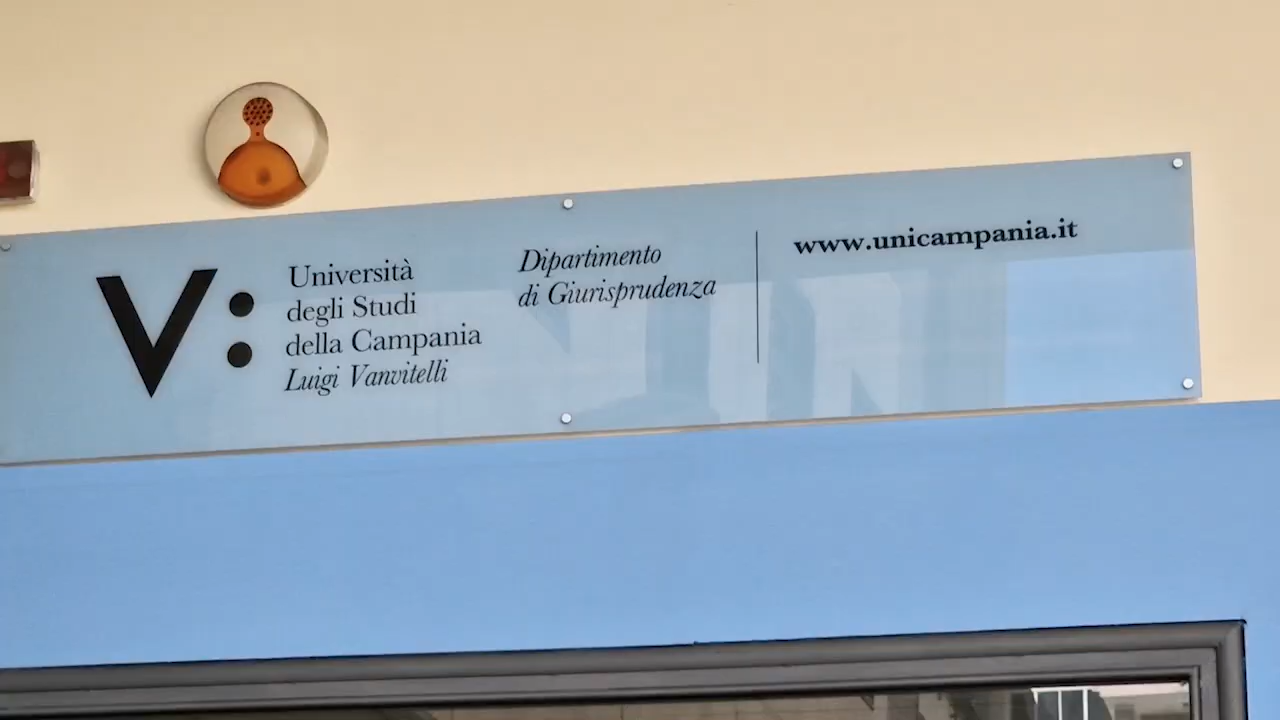 V:
Università
degli Studi
della Campania
Luigi Vanvitelli
Dipartimento
di Giurisprudenza
www.unicampania.it